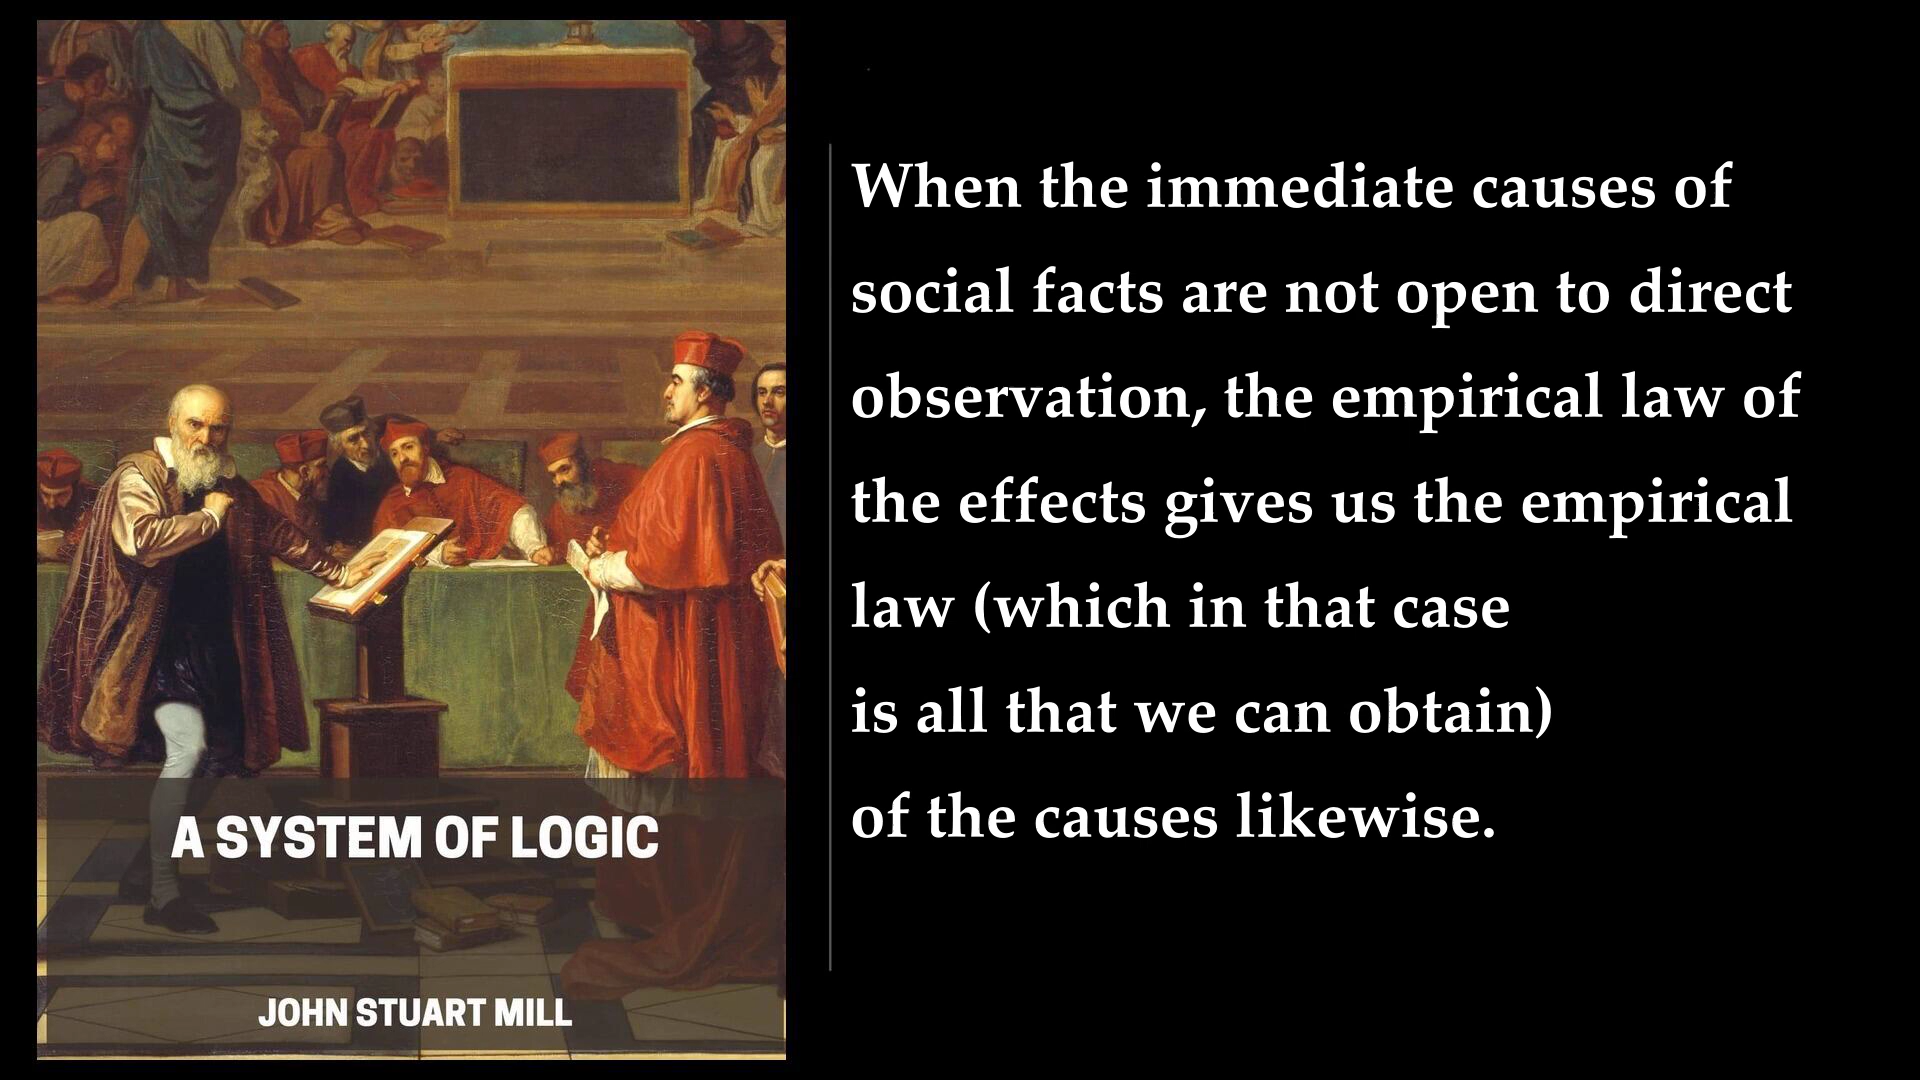 A SYSTEM OF LOGIC
JOHN STUART MILL
When the immediate causes of
social facts are not open to direct
observation, the empirical law of
the effects gives us the empirical
law (which in that case
is all that we can obtain)
of the causes likewise.